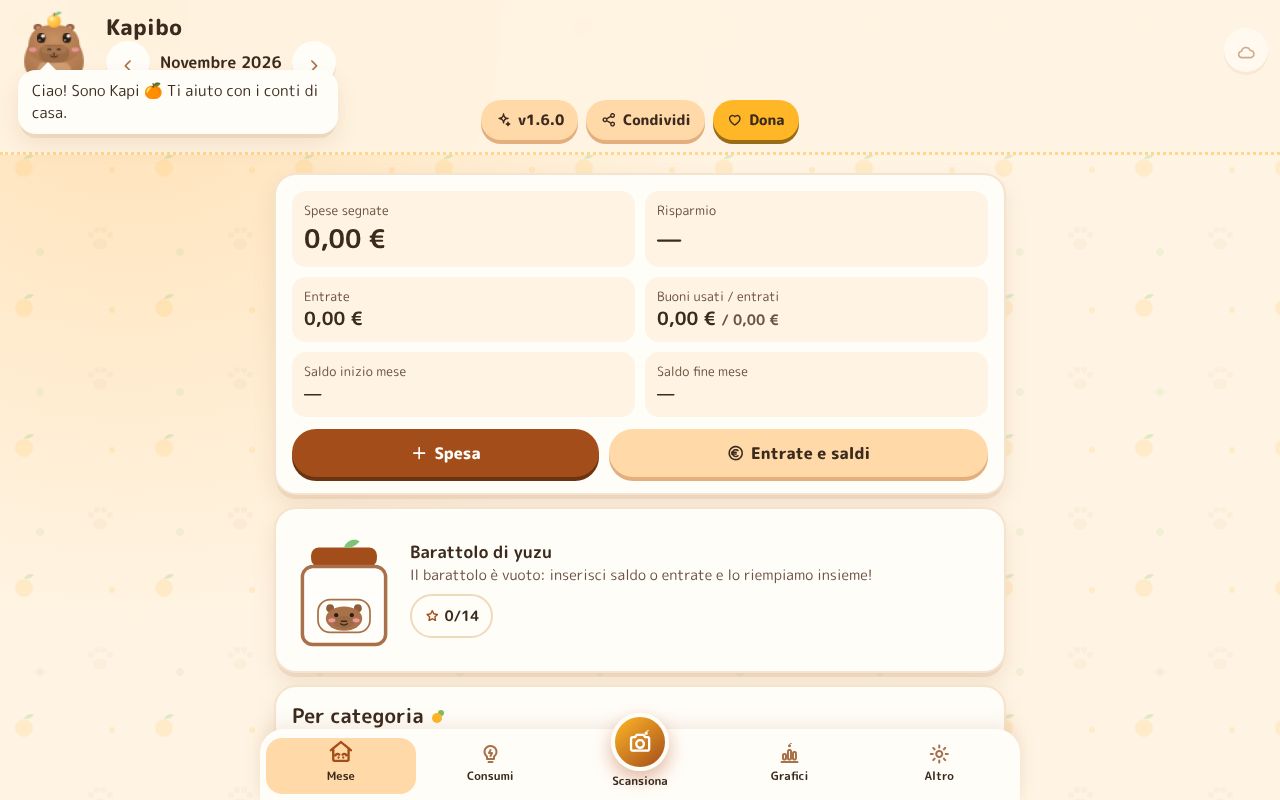 Kapibo
Novembre 2026
Ciao! Sono Kapi 🍊 Ti aiuto con i conti di
casa.
v1.6.0
Condividi
Dona
Spese segnate
0,00 €
Risparmio
—
Entrate
0,00 €
Buoni usati / entrati
0,00 € / 0,00 €
Saldo inizio mese
—
Saldo fine mese
—
+ Spesa
Entrate e saldi
Barattolo di yuzu
Il barattolo è vuoto: inserisci saldo o entrate e lo riempiamo insieme!
0/14
Per categoria
Mese
Consumi
Scansiona
Grafici
Altro